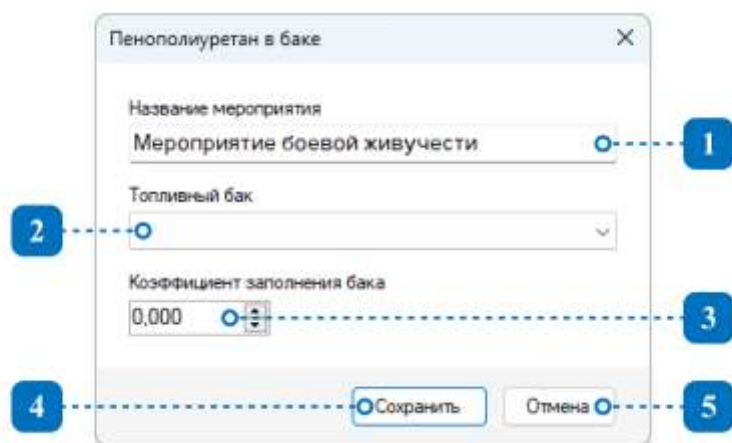 Пенополиуретан в баке
Название мероприятия
Мероприятие боевой живучести
1
Топливный бак
2
Коэффициент заполнения бака
0,000
3
4
Сохранить
Отмена
5